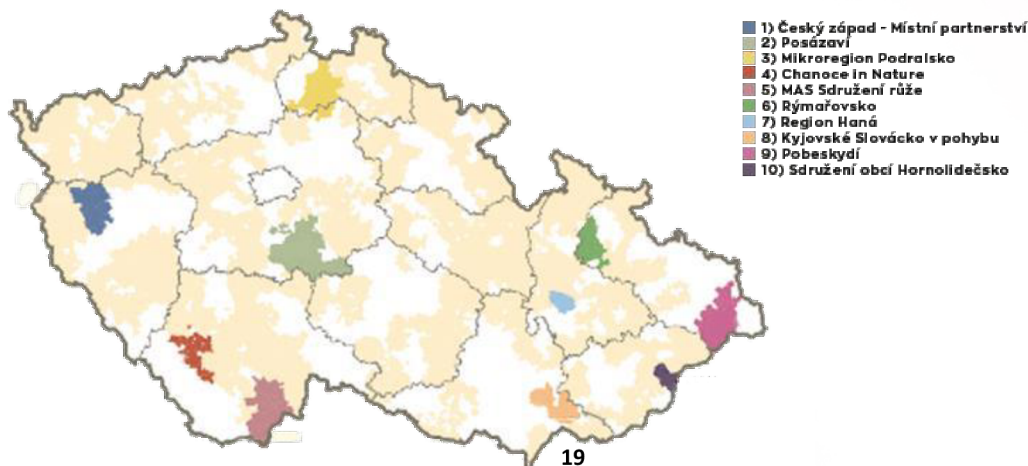 1) Český západ - Místní partnerství
2) Posázaví
3) Mikroregion Podralsko
4) Chanoce in Nature
5) MAS Sdružení růže
6) Rýmařovsko
7) Region Haná
8) Kyjovské Slovácko v pohybu
9) Pobeskydí
10) Sdružení obcí Hornolidečsko
19